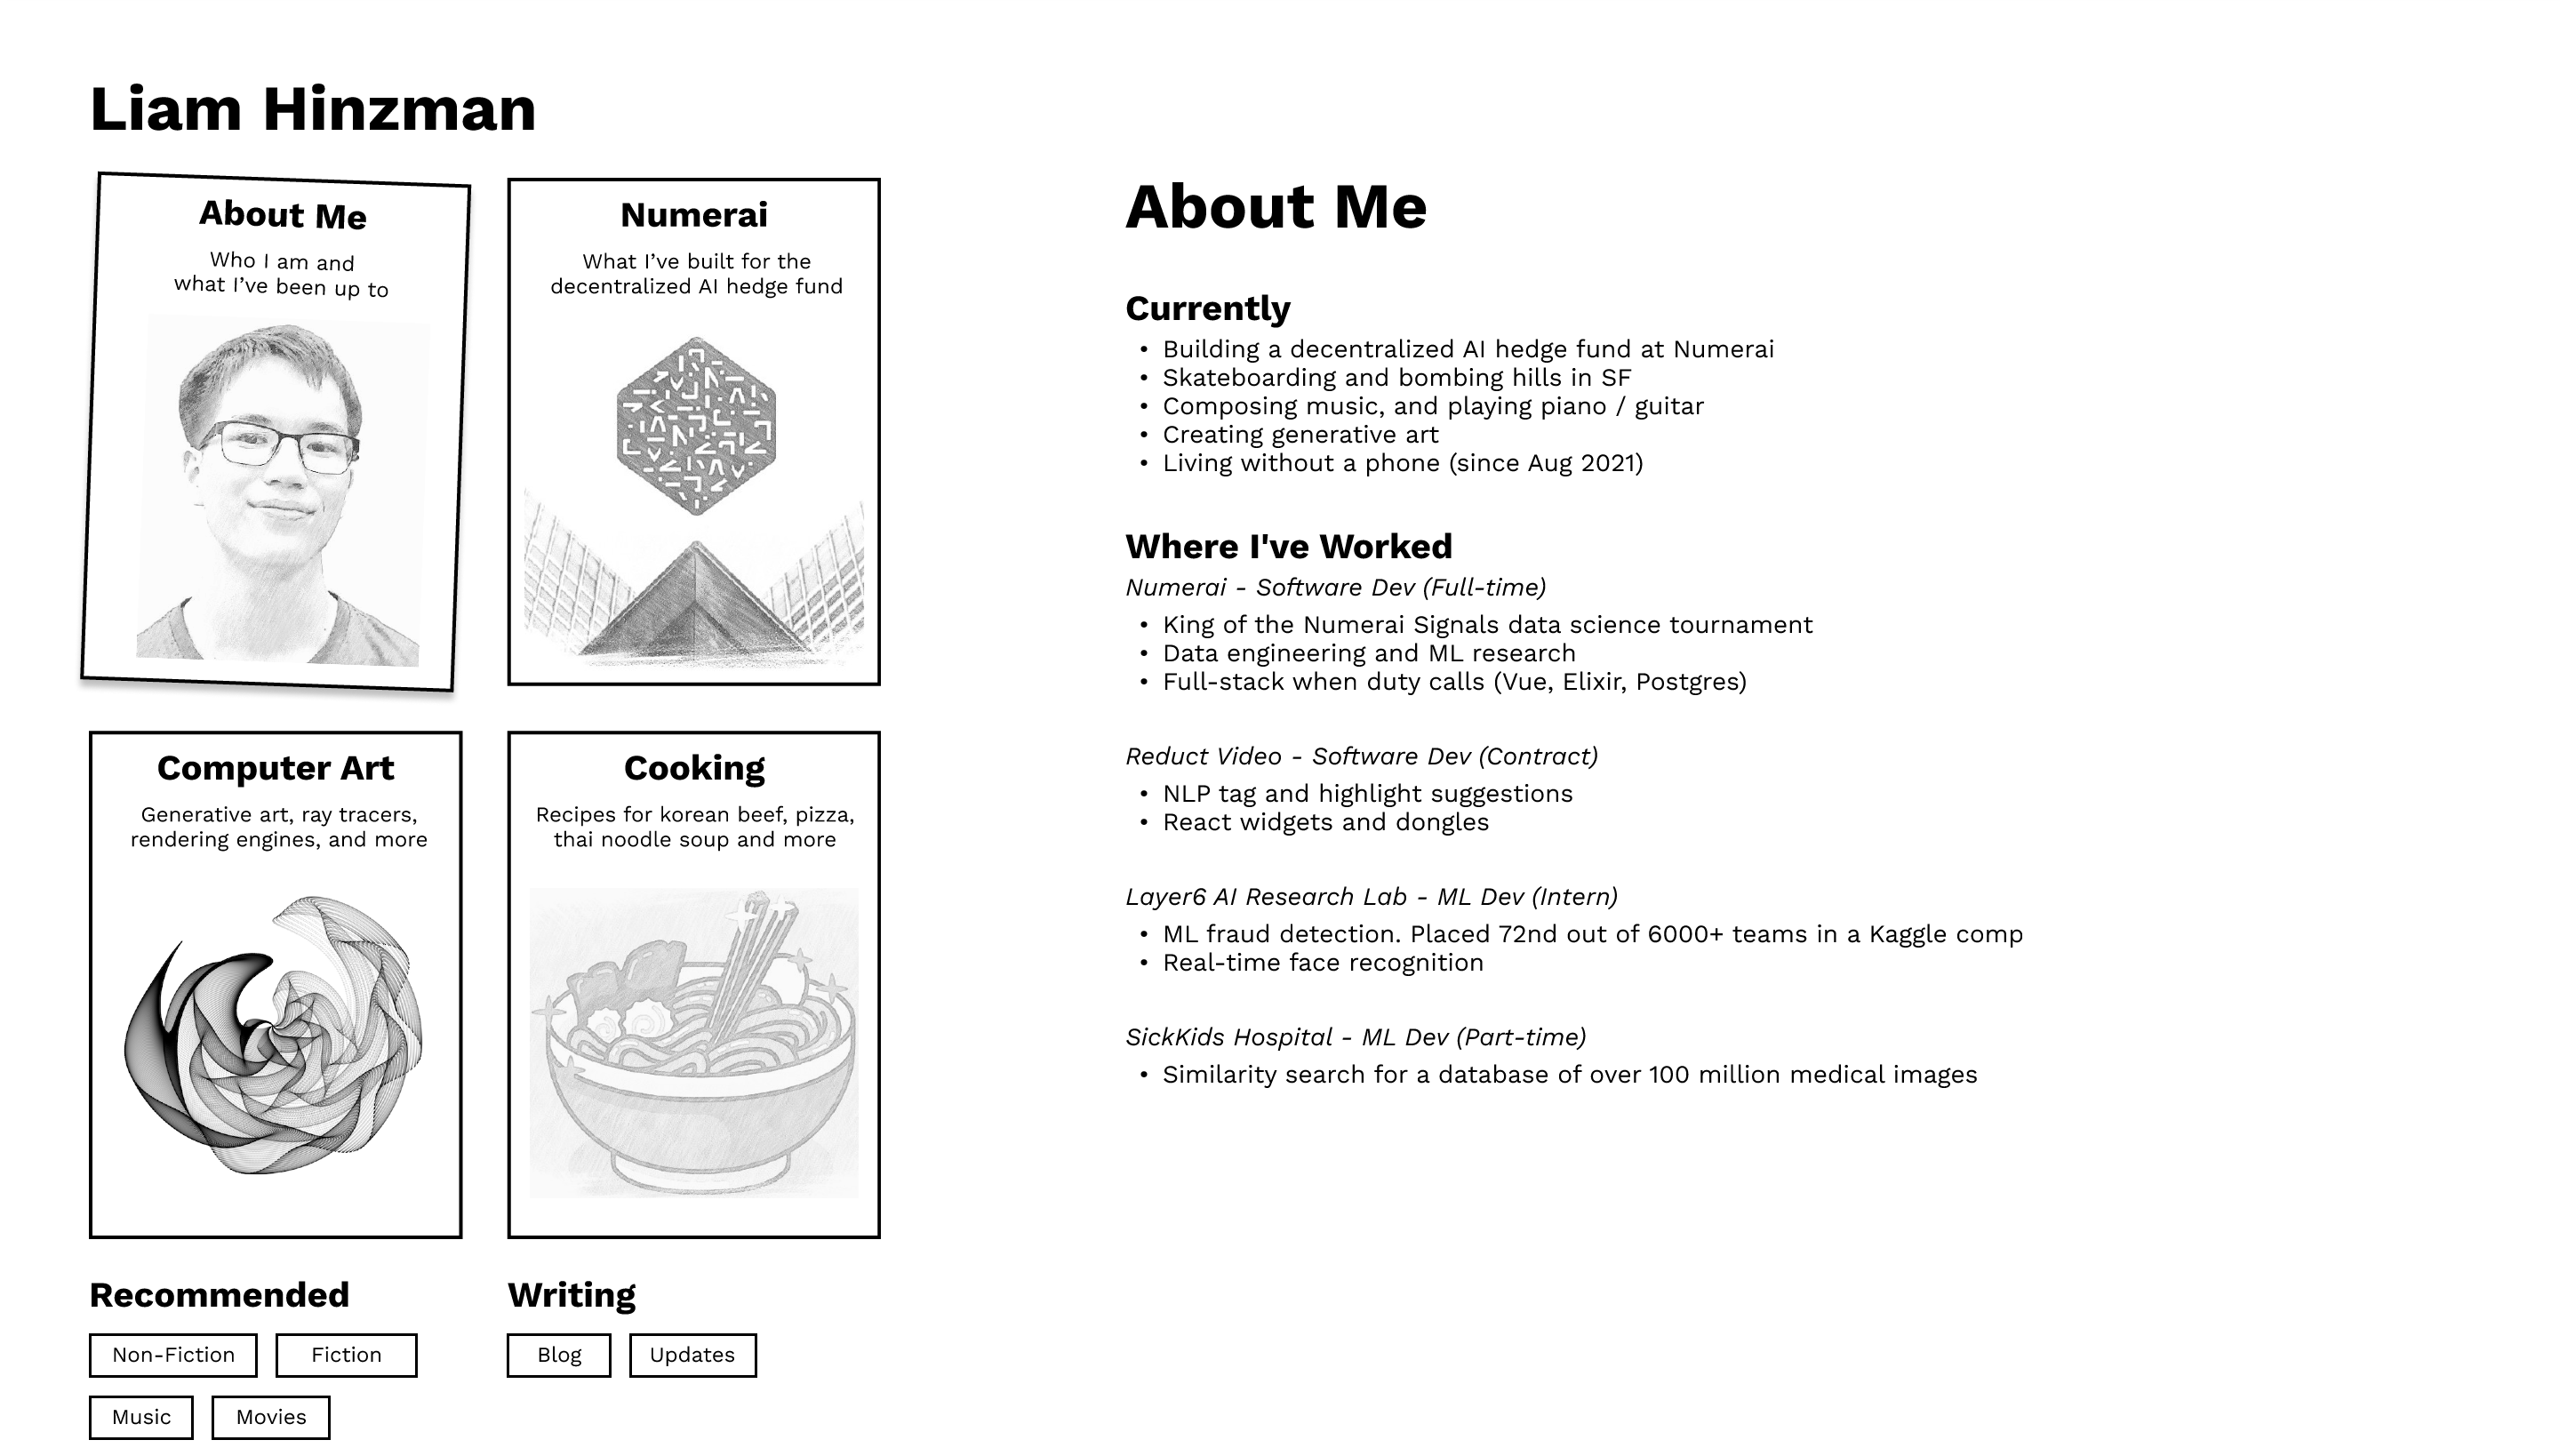 Liam Hinzman
About Me
Who I am and
what I’ve been up to
Numerai
What I’ve built for the
decentralized AI hedge fund
Computer Art
Generative art, ray tracers,
rendering engines, and more
Cooking
Recipes for korean beef, pizza,
thai noodle soup and more
Recommended
Non-Fiction
Fiction
Music
Movies
Writing
Blog
Updates
About Me
Currently
• Building a decentralized AI hedge fund at Numerai
• Skateboarding and bombing hills in SF
• Composing music, and playing piano / guitar
• Creating generative art
• Living without a phone (since Aug 2021)
Where I've Worked
Numerai - Software Dev (Full-time)
• King of the Numerai Signals data science tournament
• Data engineering and ML research
• Full-stack when duty calls (Vue, Elixir, Postgres)
Reduct Video - Software Dev (Contract)
• NLP tag and highlight suggestions
• React widgets and dongles
Layer6 AI Research Lab - ML Dev (Intern)
• ML fraud detection. Placed 72nd out of 6000+ teams in a Kaggle comp
• Real-time face recognition
SickKids Hospital - ML Dev (Part-time)
• Similarity search for a database of over 100 million medical images